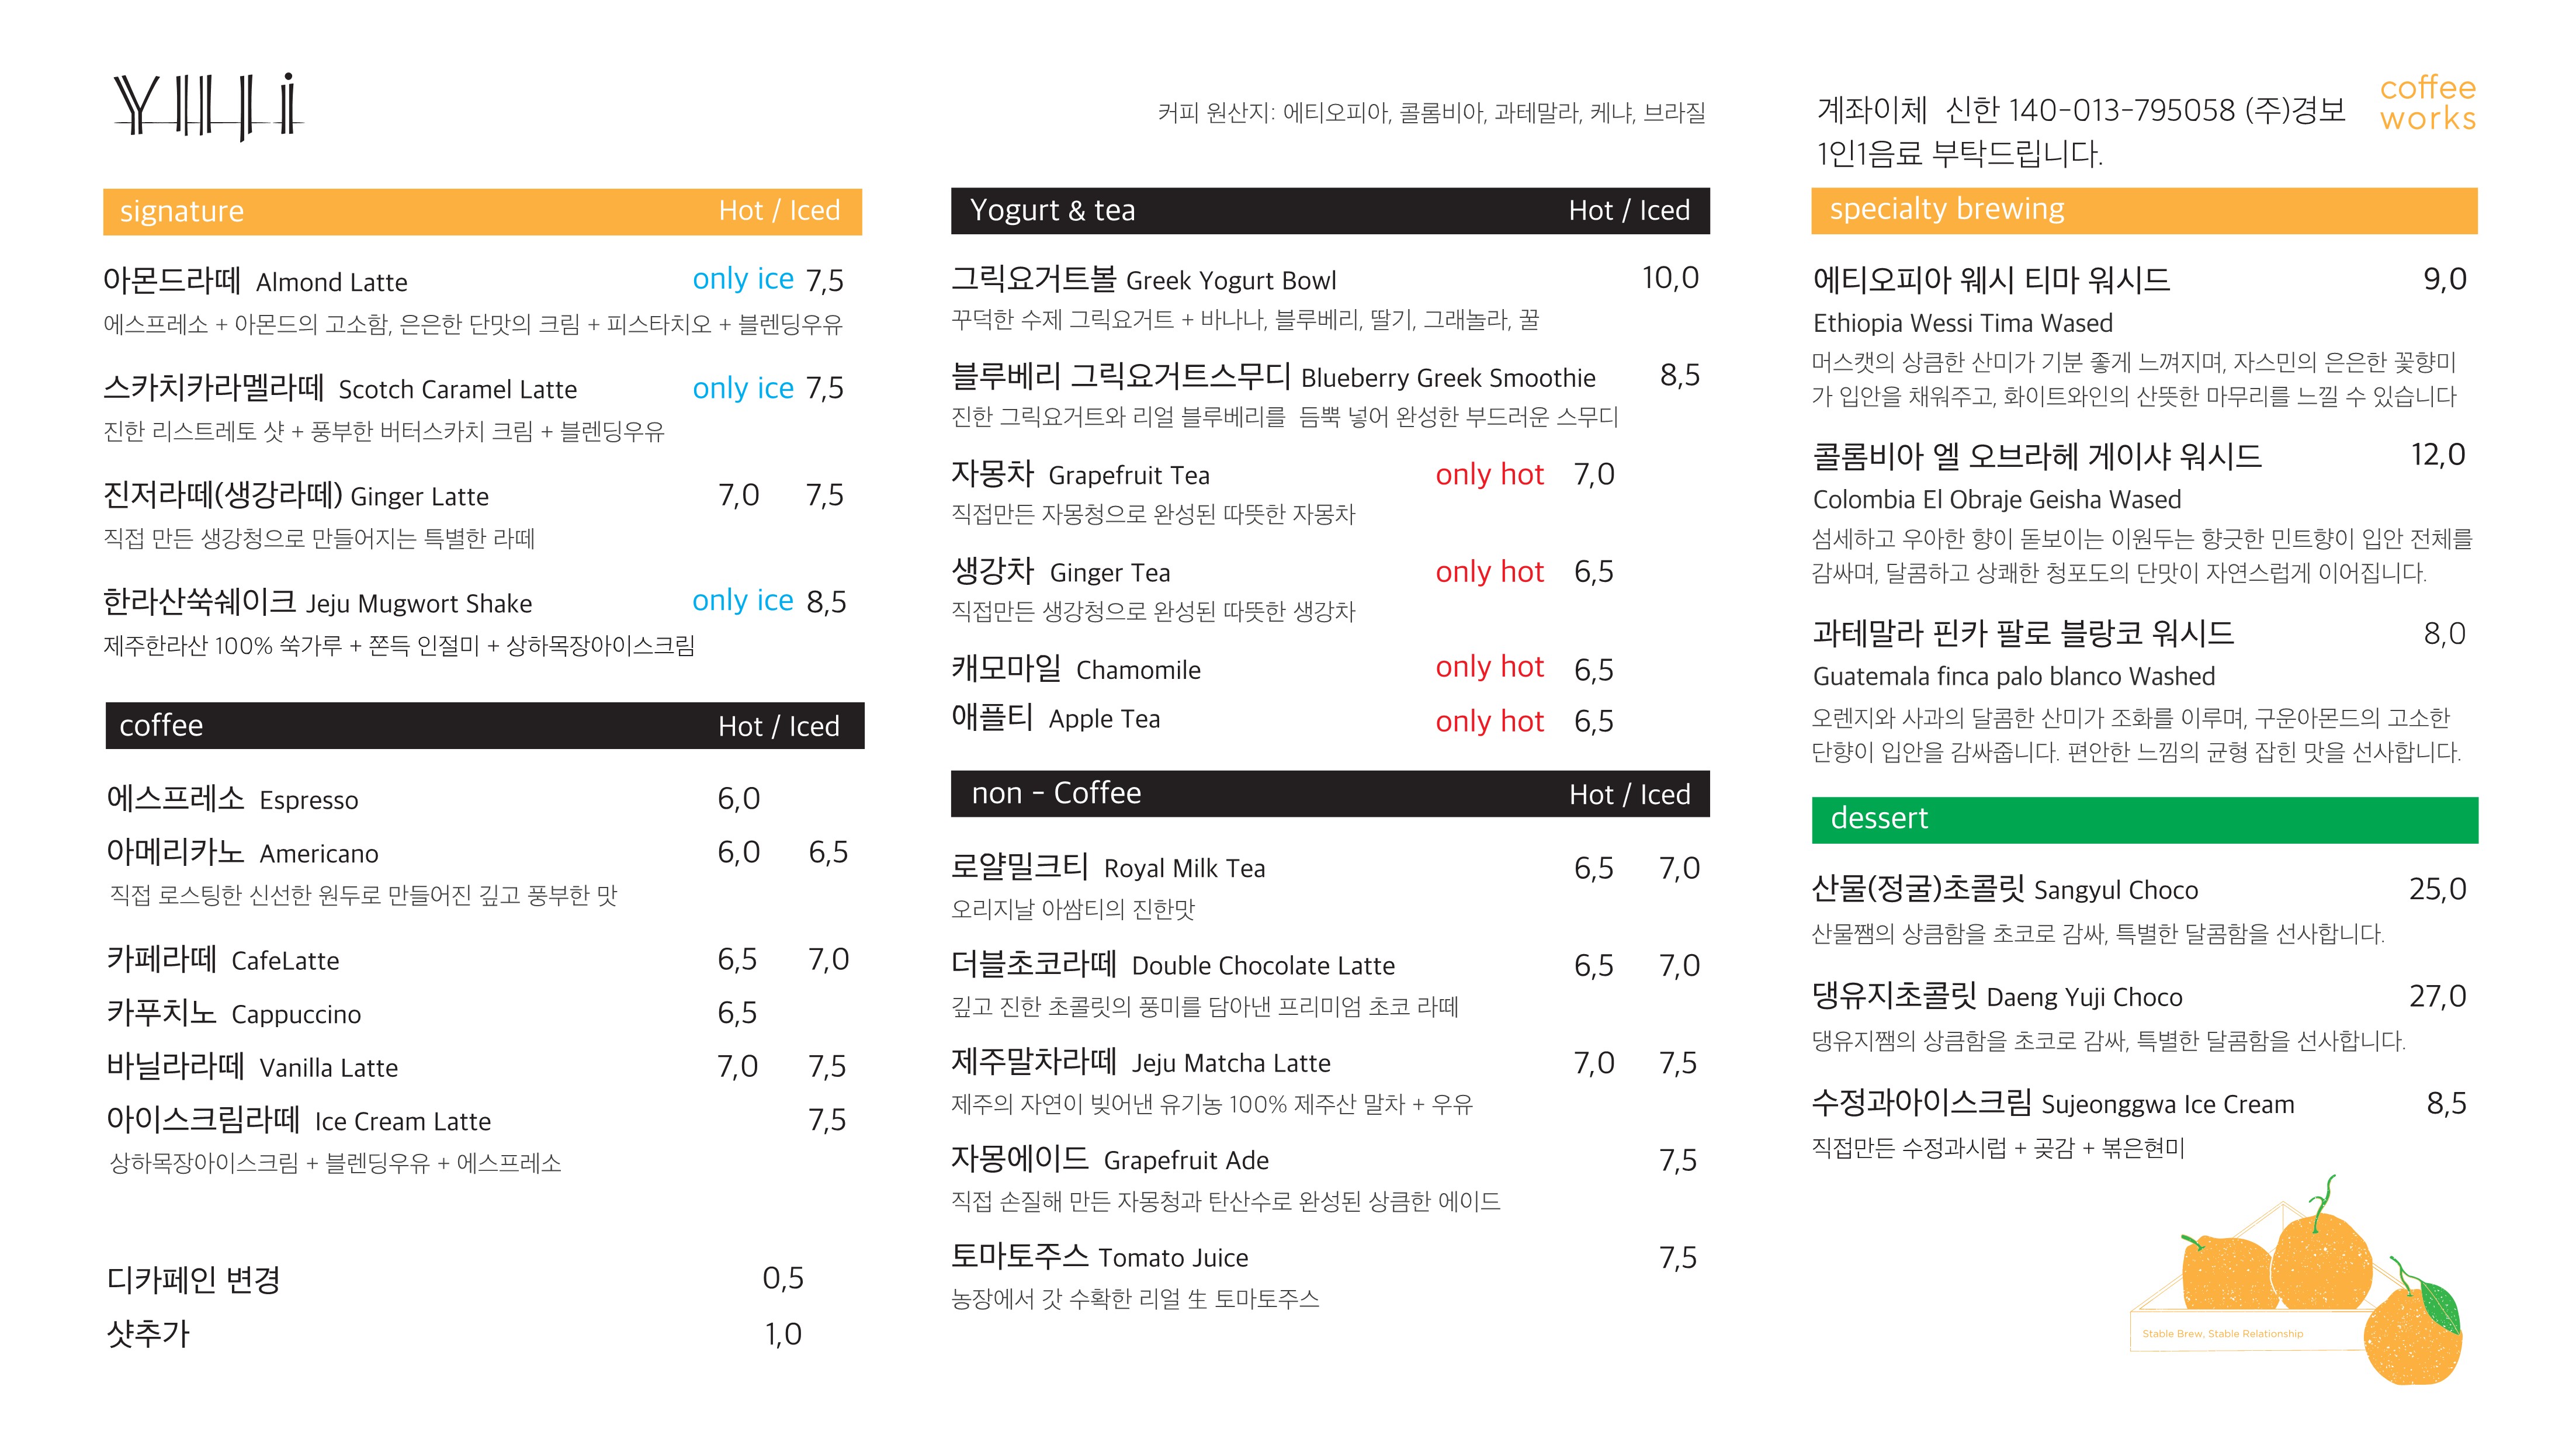 Yılji
커피 원산지: 에티오피아, 콜롬비아, 과테말라, 케냐, 브라질
계좌이체 신한 140-013-795058 (주)경보
1인1음료 부탁드립니다.
coffee
works
signature Hot / Iced
아몬드라떼 Almond Latte only ice 7,5
에스프레소 + 아몬드의 고소함, 은은한 단맛의 크림 + 피스타치오 + 블렌딩우유
스카치카라멜라떼 Scotch Caramel Latte only ice 7,5
진한 리스트레토 샷 + 풍부한 버터스카치 크림 + 블렌딩우유
진저라떼(생강라떼) Ginger Latte 7,0 7,5
직접 만든 생강청으로 만들어지는 특별한 라떼
한라산쑥쉐이크 Jeju Mugwort Shake only ice 8,5
제주한라산 100% 쑥가루 + 쫀득 인절미 + 상하목장아이스크림
coffee Hot / Iced
에스프레소 Espresso 6,0
아메리카노 Americano 6,0 6,5
직접 로스팅한 신선한 원두로 만들어진 깊고 풍부한 맛
카페라떼 CafeLatte 6,5 7,0
카푸치노 Cappuccino 6,5
바닐라라떼 Vanilla Latte 7,0 7,5
아이스크림라떼 Ice Cream Latte 7,5
상하목장아이스크림 + 블렌딩우유 + 에스프레소
디카페인 변경 0,5
샷추가 1,0
Yogurt & tea Hot / Iced
그릭요거트볼 Greek Yogurt Bowl 10,0
꾸덕한 수제 그릭요거트 + 바나나, 블루베리, 딸기, 그래놀라, 꿀
블루베리 그릭요거트스무디 Blueberry Greek Smoothie 8,5
진한 그릭요거트와 리얼 블루베리를 듬뿍 넣어 완성한 부드러운 스무디
자몽차 Grapefruit Tea only hot 7,0
직접만든 자몽청으로 완성된 따뜻한 자몽차
생강차 Ginger Tea only hot 6,5
직접만든 생강청으로 완성된 따뜻한 생강차
캐모마일 Chamomile only hot 6,5
애플티 Apple Tea only hot 6,5
non - Coffee Hot / Iced
로얄밀크티 Royal Milk Tea 6,5 7,0
오리지날 아쌈티의 진한맛
더블초코라떼 Double Chocolate Latte 6,5 7,0
깊고 진한 초콜릿의 풍미를 담아낸 프리미엄 초코 라떼
제주말차라떼 Jeju Matcha Latte 7,0 7,5
제주의 자연이 빚어낸 유기농 100% 제주산 말차 + 우유
자몽에이드 Grapefruit Ade 7,5
직접 손질해 만든 자몽청과 탄산수로 완성된 상큼한 에이드
토마토주스 Tomato Juice 7,5
농장에서 갓 수확한 리얼 生 토마토주스
specialty brewing
에티오피아 웨시 티마 워시드 9,0
Ethiopia Wessi Tima Wased
머스캣의 상큼한 산미가 기분 좋게 느껴지며, 자스민의 은은한 꽃향미
가 입안을 채워주고, 화이트와인의 산뜻한 마무리를 느낄 수 있습니다
콜롬비아 엘 오브라헤 게이샤 워시드 12,0
Colombia El Obraje Geisha Wased
섬세하고 우아한 향이 돋보이는 이원두는 향긋한 민트향이 입안 전체를
감싸며, 달콤하고 상쾌한 청포도의 단맛이 자연스럽게 이어집니다.
과테말라 핀카 팔로 블랑코 워시드 8,0
Guatemala finca palo blanco Washed
오렌지와 사과의 달콤한 산미가 조화를 이루며, 구운아몬드의 고소한
단향이 입안을 감싸줍니다. 편안한 느낌의 균형 잡힌 맛을 선사합니다.
dessert
산물(정굴)초콜릿 Sangyul Choco 25,0
산물쨈의 상큼함을 초코로 감싸, 특별한 달콤함을 선사합니다.
댕유지초콜릿 Daeng Yuji Choco 27,0
댕유지쨈의 상큼함을 초코로 감싸, 특별한 달콤함을 선사합니다.
수정과아이스크림 Sujeonggwa Ice Cream 8,5
직접만든 수정과시럽 + 곶감 + 볶은현미
Stable Brew, Stable Relationship